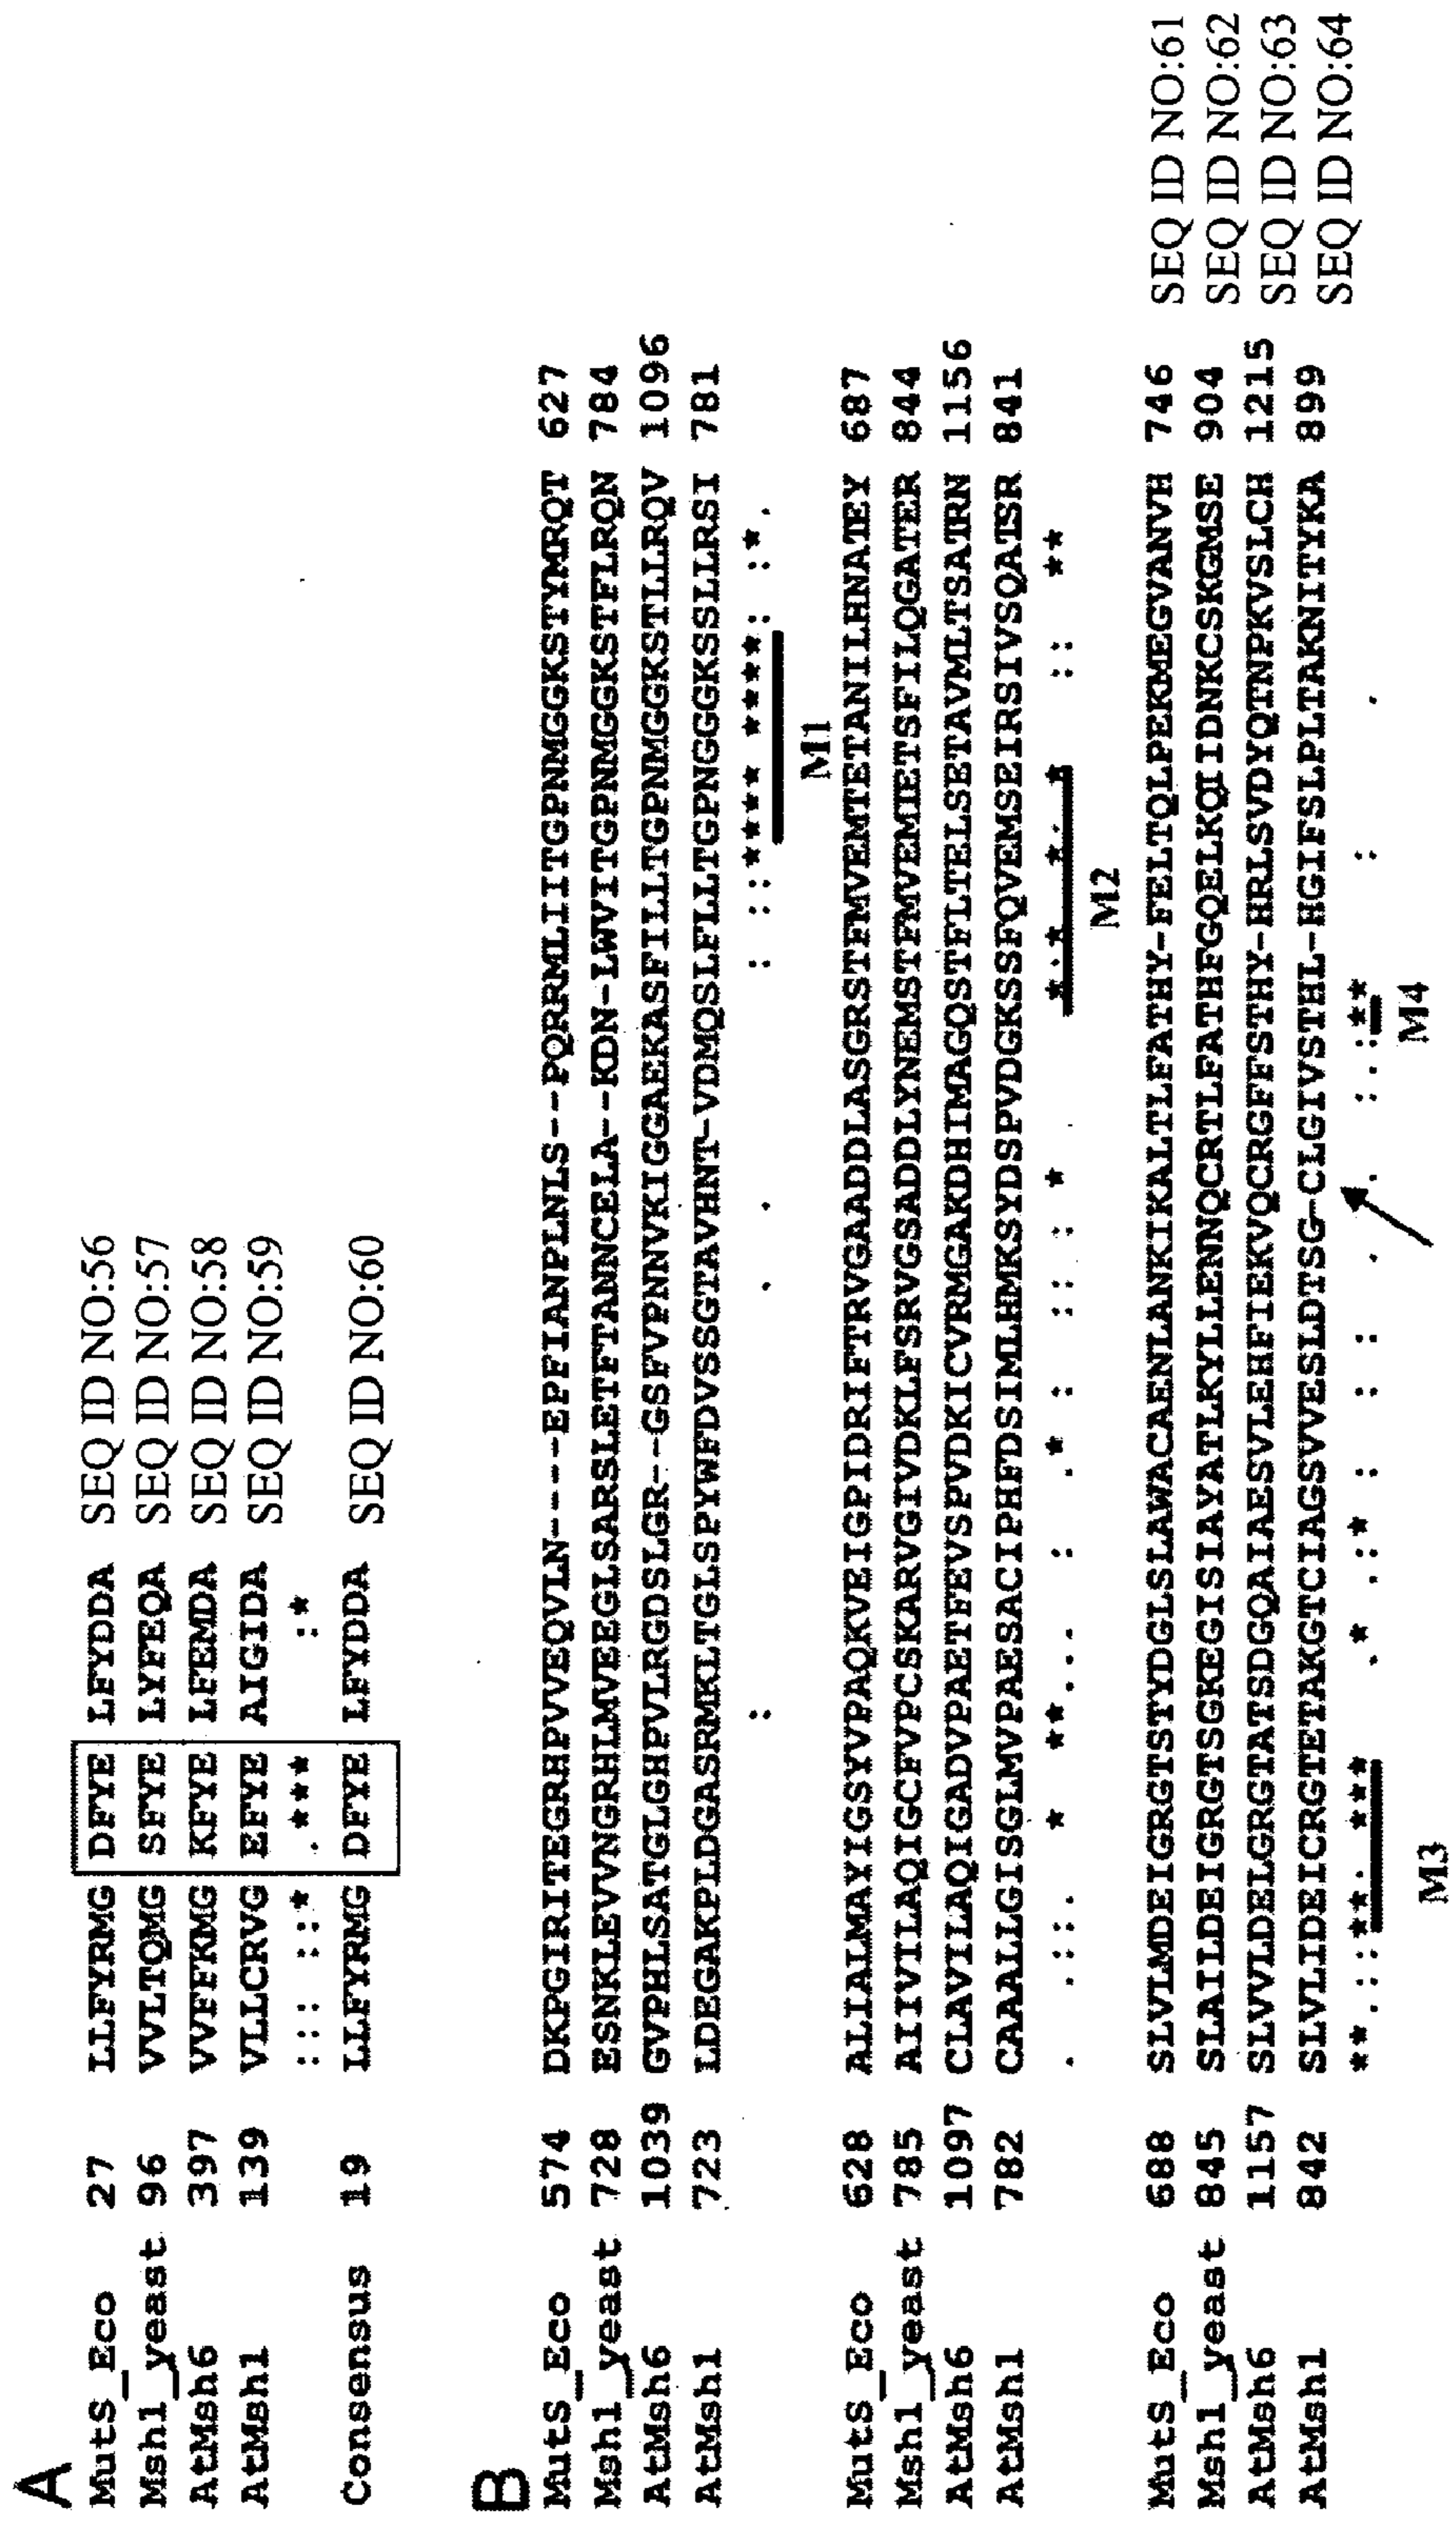 A
MutS_Eco 27 LLFYRMG DFYE LFYDDA SEQ ID NO:56
Msh1_yeast 96 VVLTQMG SFYE LYFEQA SEQ ID NO:57
AtMsh6 397 VVFFKMG KFYE LFEMDA SEQ ID NO:58
AtMsh1 139 VLLCRVG EFYE AIGIDA SEQ ID NO:59
::: ::* .*** :*
Consensus 19 LLFYRMG DFYE LFYDDA SEQ ID NO:60
B
MutS_Eco 574 DKPGIRITEGRHPVVEQVLN----EPFIANPLNLS--PQRRMLIITGPNMGGKSTYMRQT 627
Msh1_yeast 728 ESNKLEVVNGRHLMVEEGLSARSLETFTANNCELA--KDN-LWVITGPNMGGKSTFLRQN 784
AtMsh6 1039 GVPHLSATGLGHPVLRGDSLGR--GSFVPNNVKIGGAEKASFILLTGPNMGGKSTLLRQV 1096
AtMsh1 723 LDEGAKPLDGASRMKLTGLSPYWFDVSSGTAVHNT-VDMQSLFLLTGPNGGGKSSLLRSI 781
: . . : :::**** ****: :*.
M1
MutS_Eco 628 ALIALMAYIGSYVPAQKVEIGPIDRIFTRVGAADDLASGRSTFMVEMTETANILHNATEY 687
Msh1_yeast 785 AIIVILAQIGCFVPCSKARVGIVDKLFSRVGSADDLYNEMSTFMVEMIETSFILQGATER 844
AtMsh6 1097 CLAVILAQIGADVPAETFEVSPVDKICVRMGAKDHIMAGQSTFLTELSETAVMLTSATRN 1156
AtMsh1 782 CAAALLGISGLMVPAESACIPHFDSIMLHMKSYDSPVDGKSSFQVEMSEIRSIVSQATSR 841
. .::. * **... : .* : :: * *:* .*:.* :: **
M2
MutS_Eco 688 SLVLMDEIGRGTSTYDGLSLAWACAENLANKIKALTLFATHY-FELTQLPEKMEGVANVH 746 SEQ ID NO:61
Msh1_yeast 845 SLAILDEIGRGTSGKEGISIAYATLKYLLENNQCRTLFATHFGQELKQIIDNKCSKGMSE 904 SEQ ID NO:62
AtMsh6 1157 SLVVLDELGRGTATSDGQAIAESVLEHFIEKVQCRGFFSTHY-HRLSVDYQTNPKVSLCH 1215 SEQ ID NO:63
AtMsh1 842 SLVLIDEICRGTETAKGTCIAGSVVESLDTSG-CLGIVSTHL-HGIFSLPLTAKNITYKA 899 SEQ ID NO:64
**.::**. *** .* .:* : : : . . :.:** : .
M3 M4